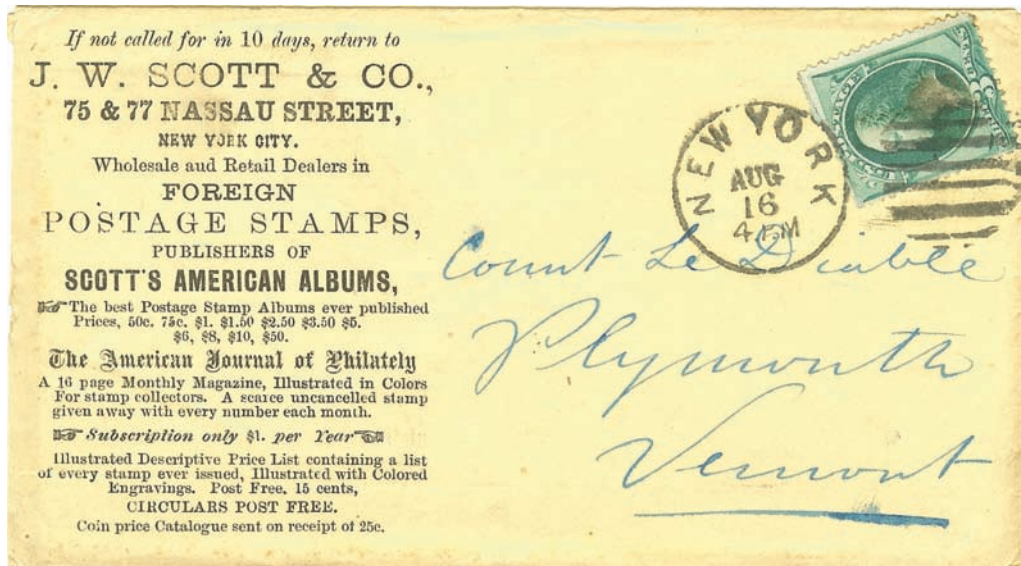 If not called for in 10 days, return to
J. W. SCOTT & CO.,
75 & 77 NASSAU STREET,
NEW YORK CITY.
Wholesale and Retail Dealers in
FOREIGN
POSTAGE STAMPS,
PUBLISHERS OF
SCOTT'S AMERICAN ALBUMS,
The best Postage Stamp Albums ever published
Prices, 50c. 75c. $1. $1.50 $2.50 $3.50 $5.
$6, $8, $10, $50.
The American Journal of Philately
A 16 page Monthly Magazine, Illustrated in Colors
For stamp collectors. A scarce uncancelled stamp
given away with every number each month.
Subscription only $1. per Year
Illustrated Descriptive Price List containing a list
of every stamp ever issued, Illustrated with Colored
Engravings. Post Free, 15 cents,
CIRCULARS POST FREE.
Coin price Catalogue sent on receipt of 25c.
NEW YORK
AUG
16
4 PM
Count Le Diable
Plymouth
Vermont